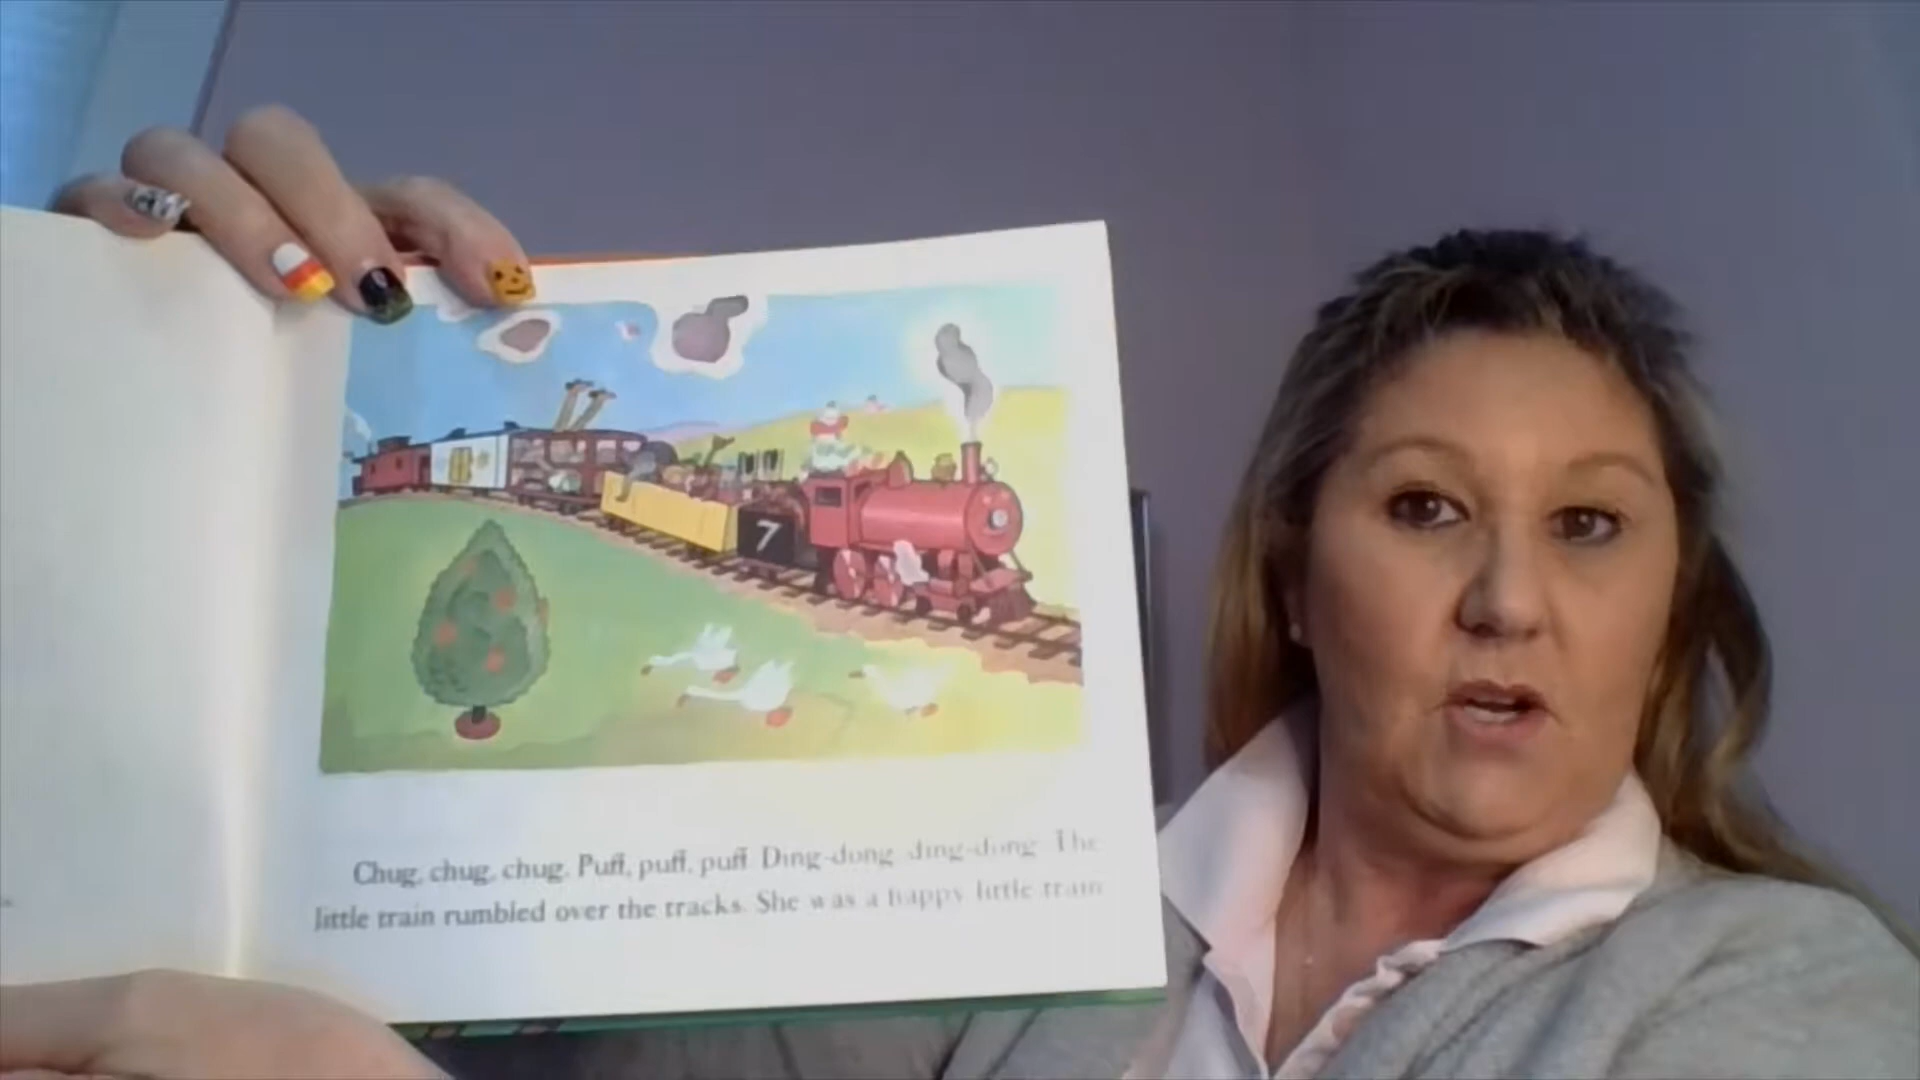 7
Chug, chug, chug. Puff, puff, puff. Ding-dong, ding-dong. The
little train rumbled over the tracks. She was a happy little train